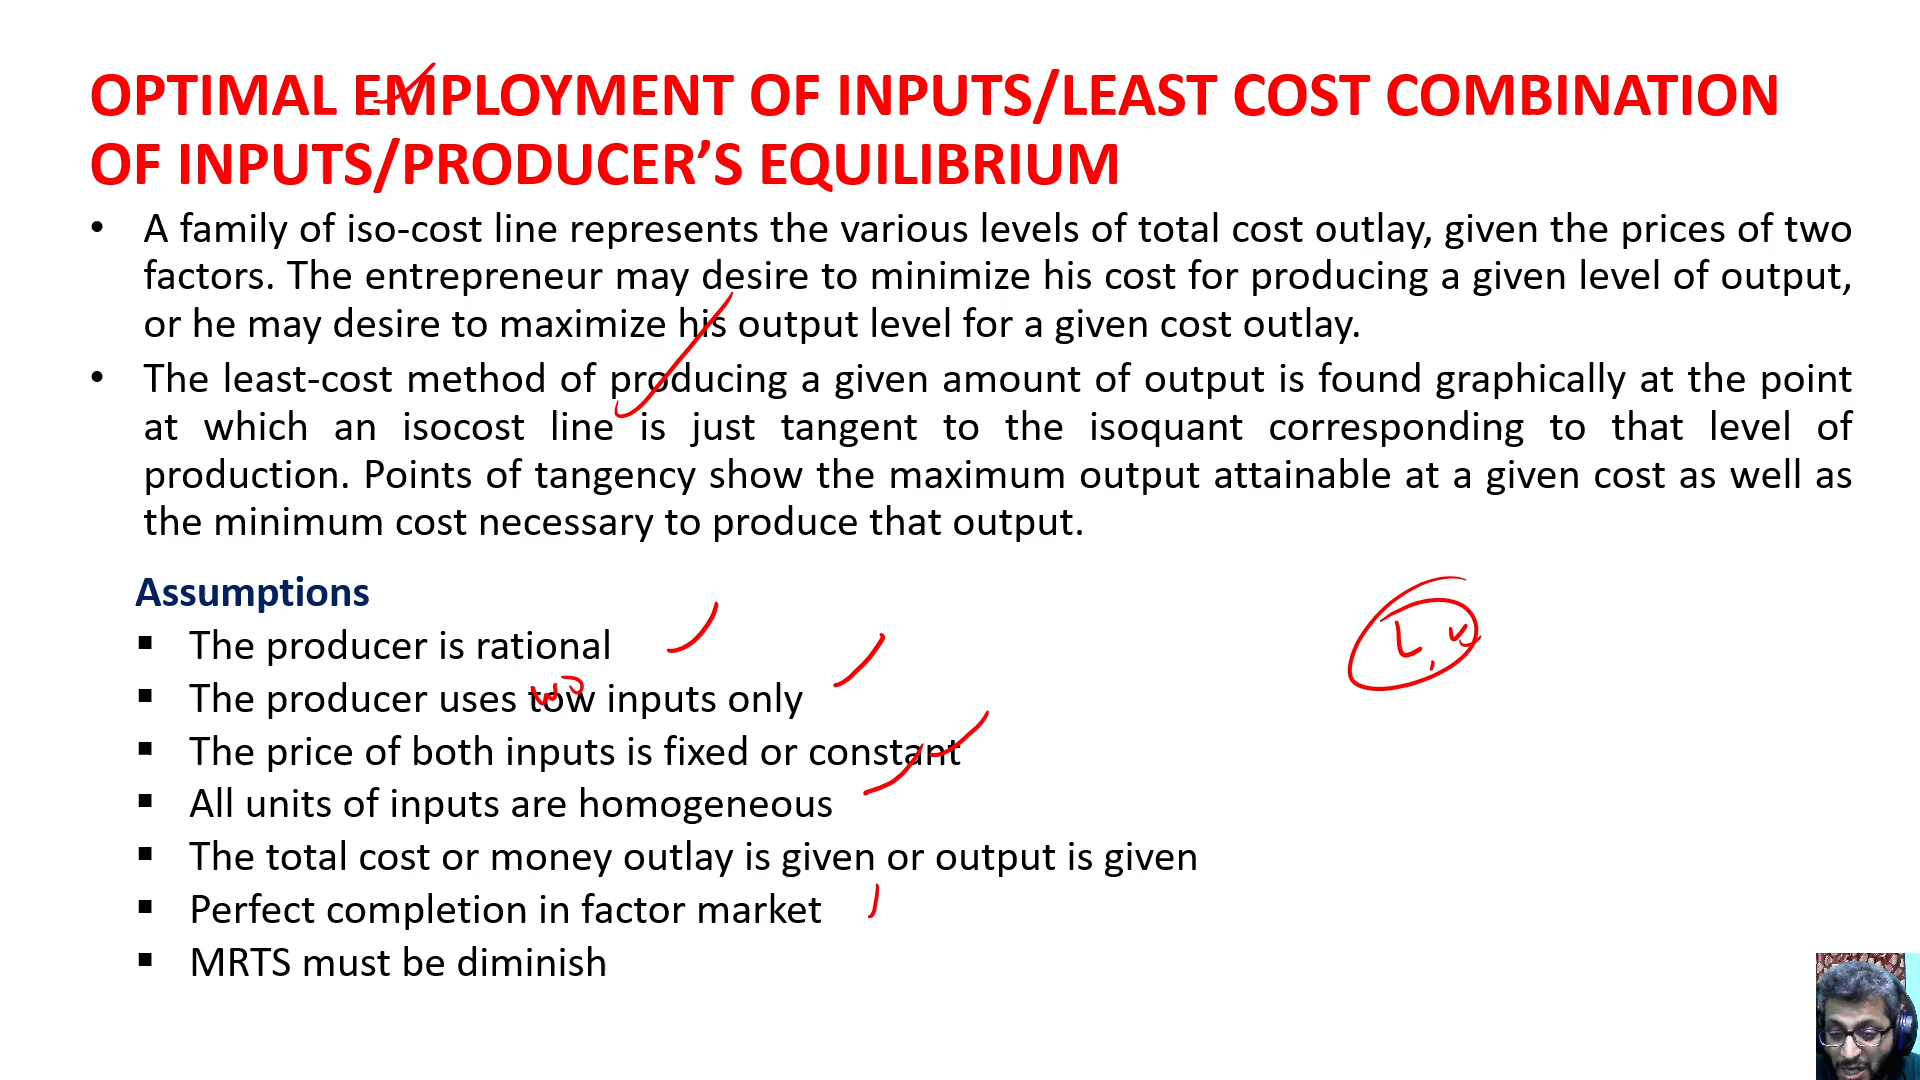 OPTIMAL EMPLOYMENT OF INPUTS/LEAST COST COMBINATION
OF INPUTS/PRODUCER’S EQUILIBRIUM
• A family of iso-cost line represents the various levels of total cost outlay, given the prices of two
factors. The entrepreneur may desire to minimize his cost for producing a given level of output,
or he may desire to maximize his output level for a given cost outlay.
• The least-cost method of producing a given amount of output is found graphically at the point
at which an isocost line is just tangent to the isoquant corresponding to that level of
production. Points of tangency show the maximum output attainable at a given cost as well as
the minimum cost necessary to produce that output.
Assumptions
▪ The producer is rational
wo
▪ The producer uses tow inputs only
▪ The price of both inputs is fixed or constant
▪ All units of inputs are homogeneous
▪ The total cost or money outlay is given or output is given
▪ Perfect completion in factor market
▪ MRTS must be diminish
L,